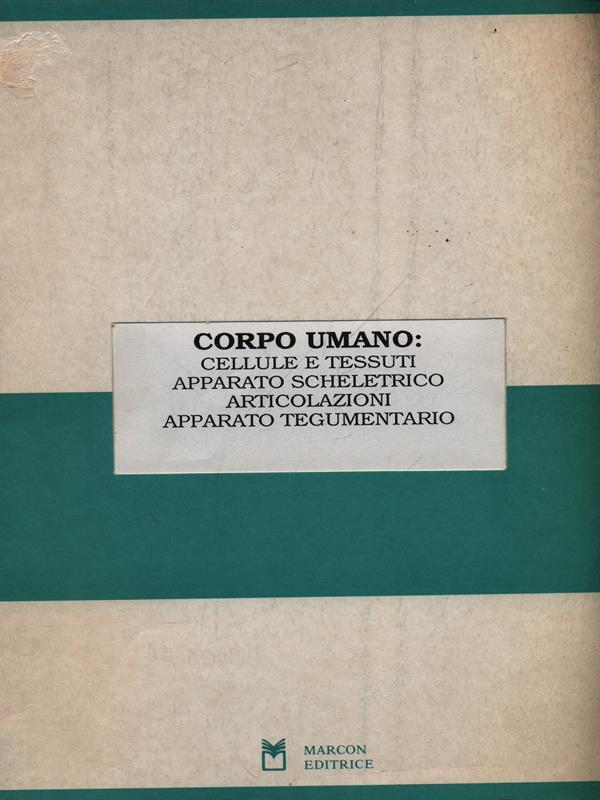 CORPO UMANO:
CELLULE E TESSUTI
APPARATO SCHELETRICO
ARTICOLAZIONI
APPARATO TEGUMENTARIO
MARCON
EDITRICE